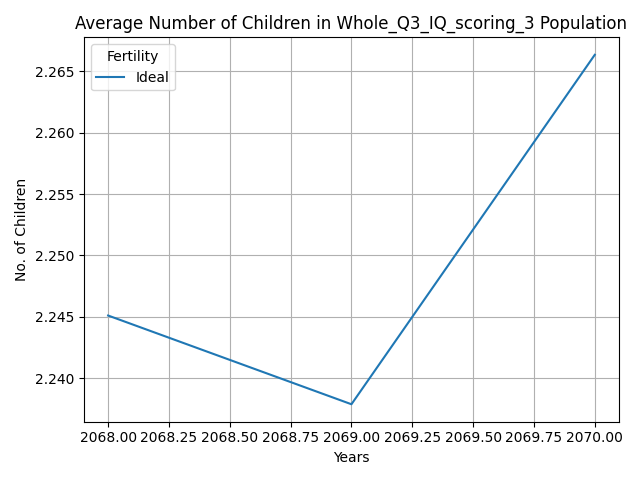 Average Number of Children in Whole_Q3_IQ_scoring_3 Population
Fertility
Ideal
2.265
2.260
2.255
2.250
2.245
2.240
No. of Children
2068.00 2068.25 2068.50 2068.75 2069.00 2069.25 2069.50 2069.75 2070.00
Years